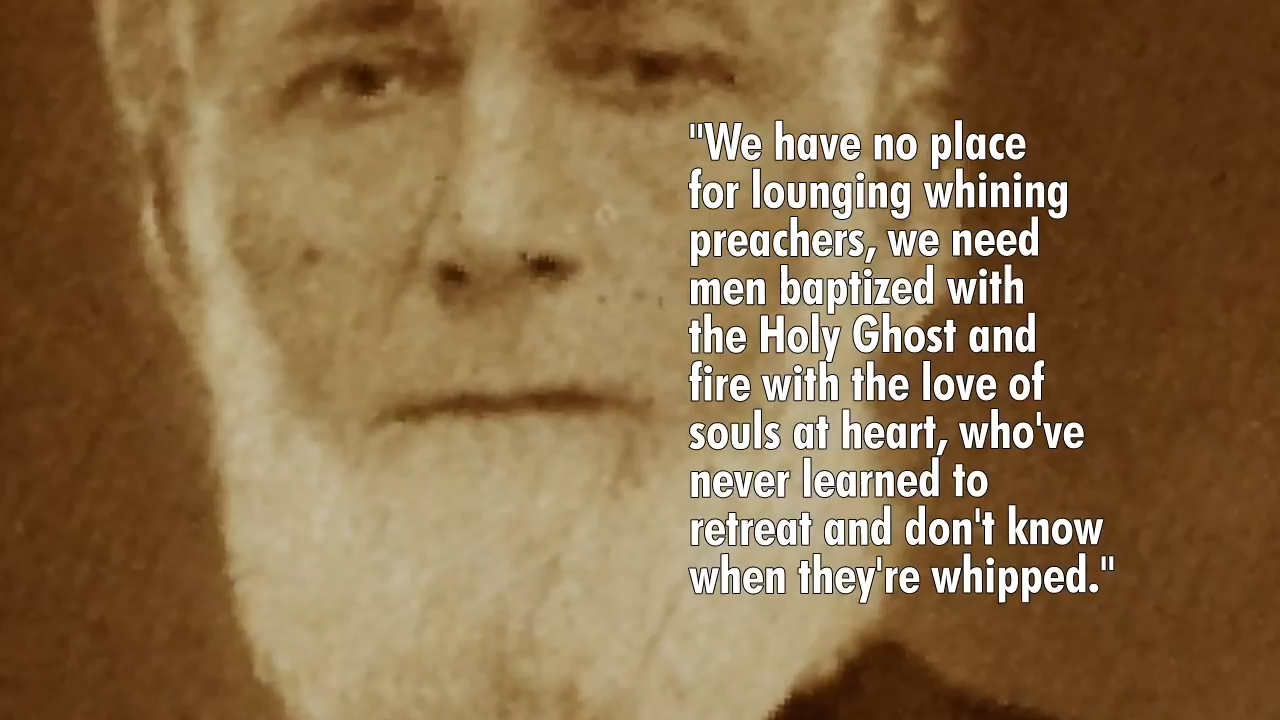 "We have no place
for lounging whining
preachers, we need
men baptized with
the Holy Ghost and
fire with the love of
souls at heart, who've
never learned to
retreat and don't know
when they're whipped."